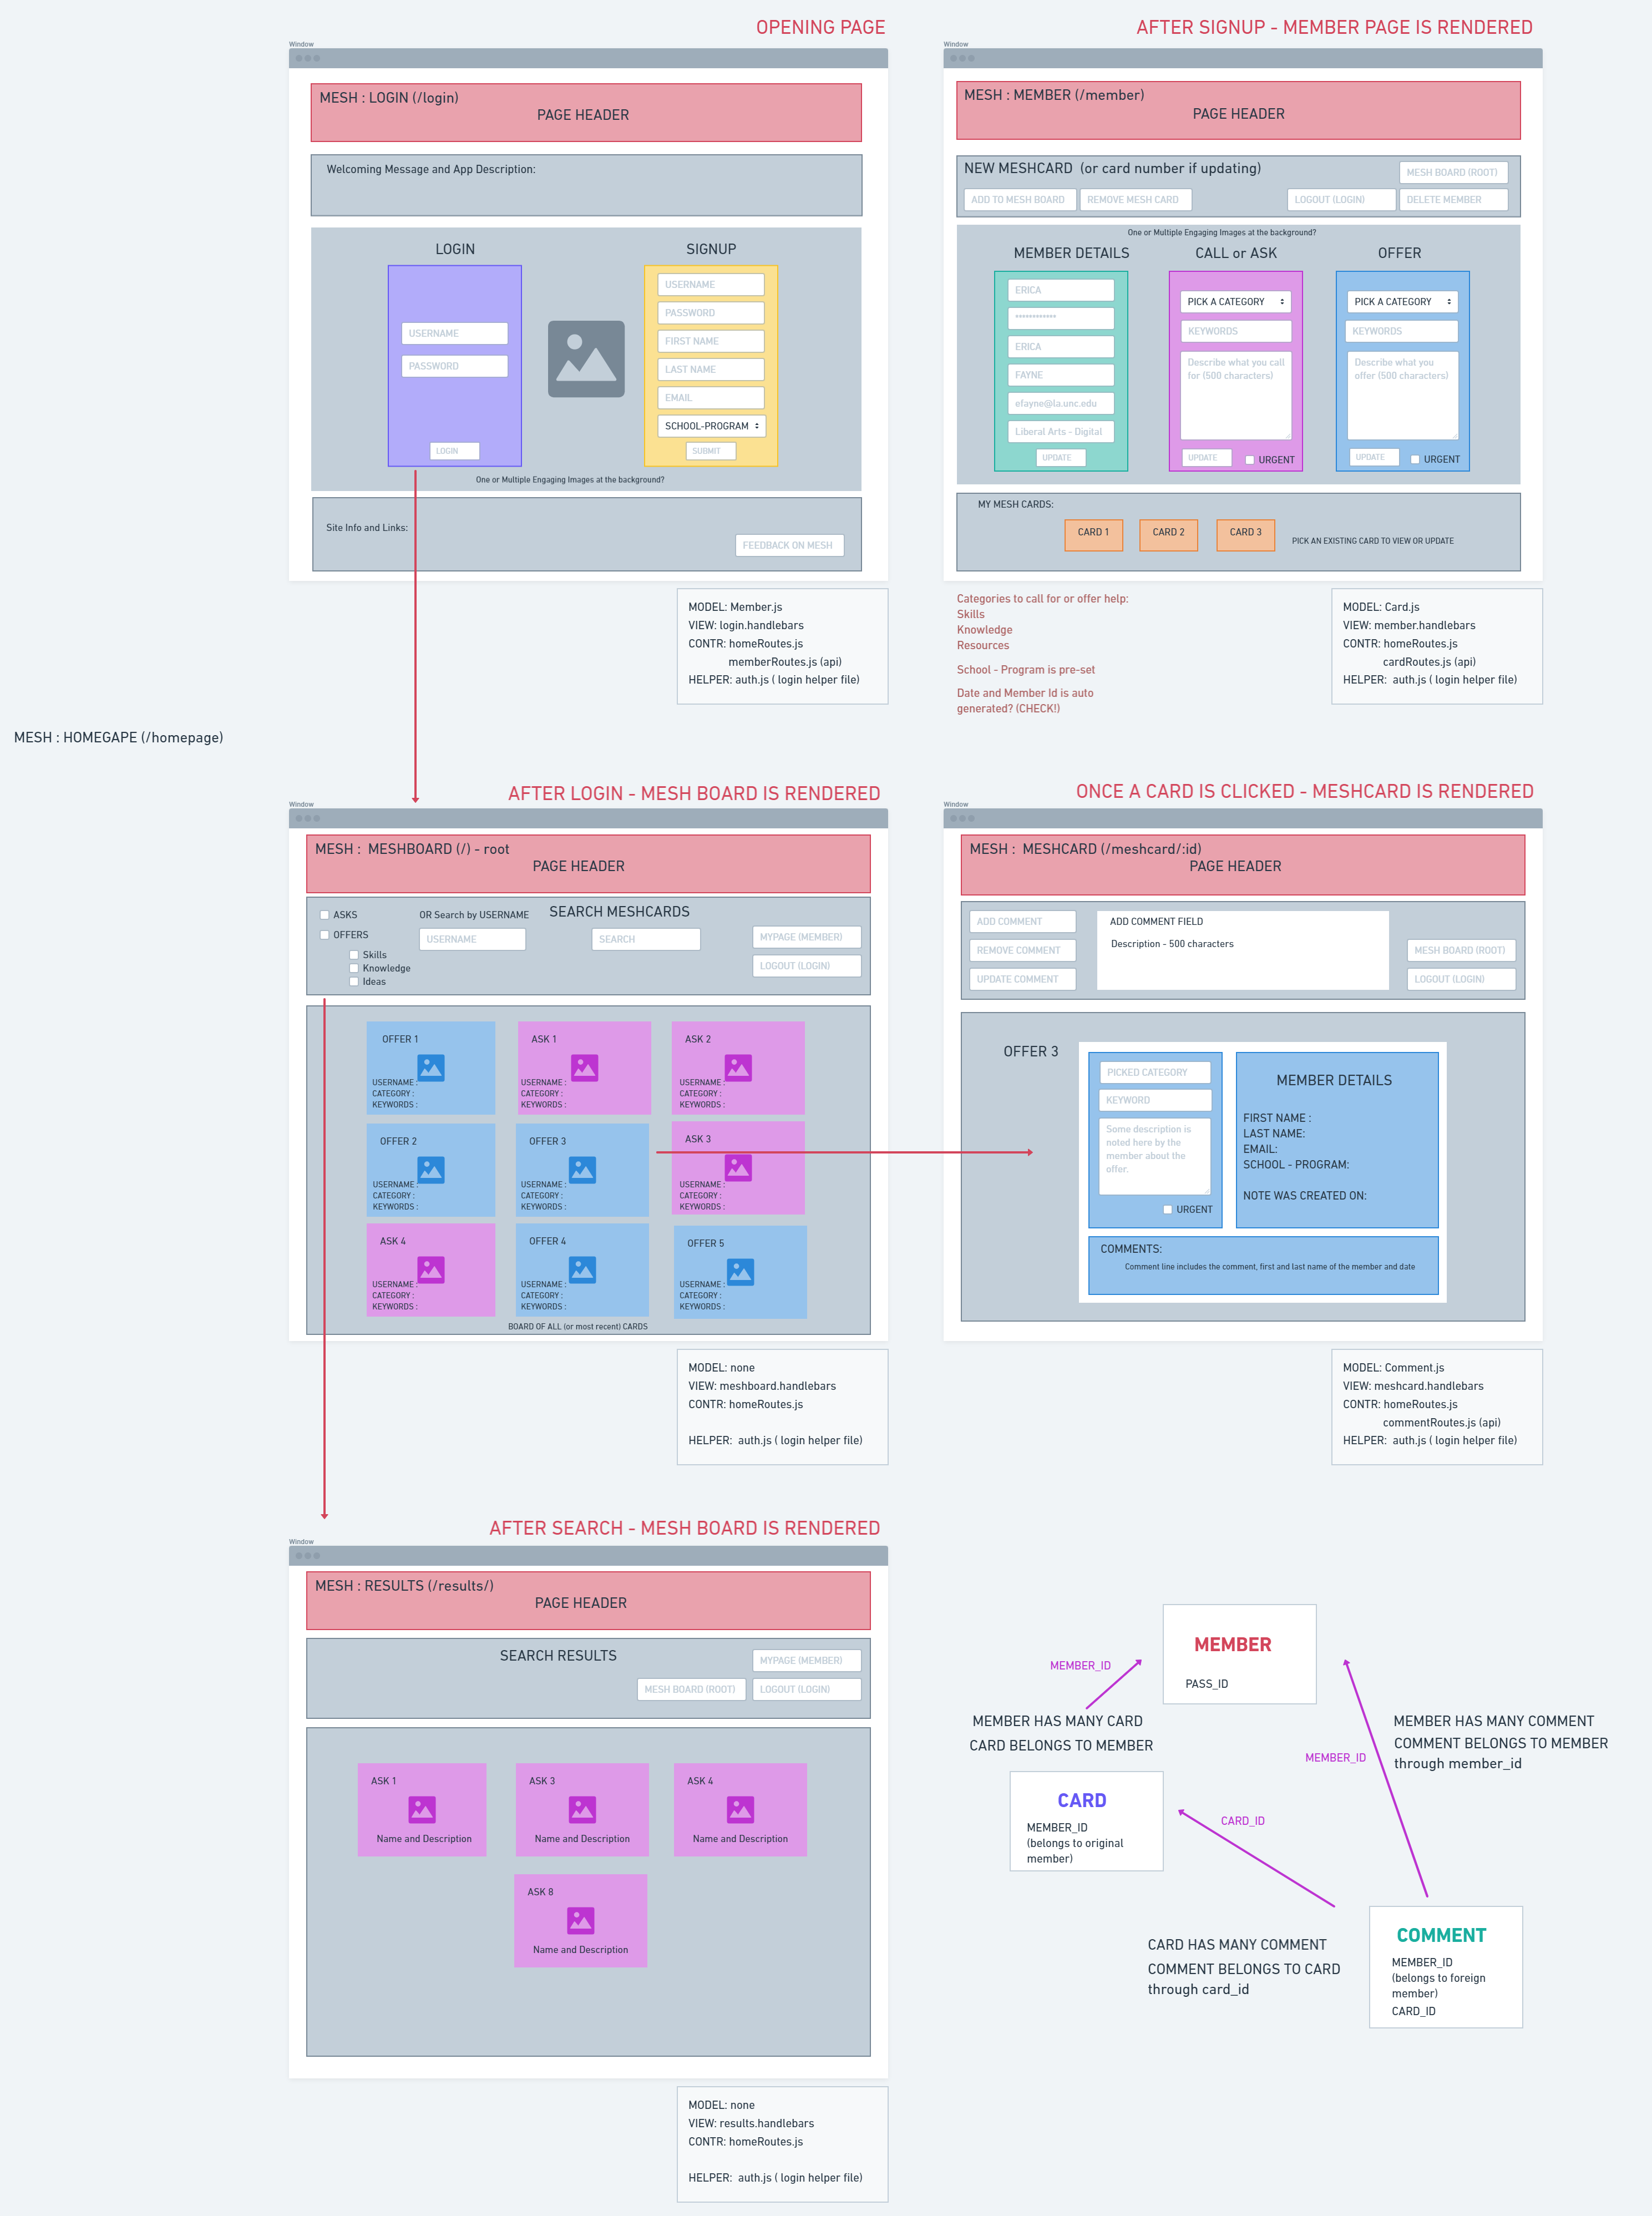 OPENING PAGE
Window
MESH : LOGIN (/login)
PAGE HEADER
Welcoming Message and App Description:
LOGIN
SIGNUP
USERNAME
PASSWORD
LOGIN
USERNAME
PASSWORD
FIRST NAME
LAST NAME
EMAIL
SCHOOL-PROGRAM
SUBMIT
One or Multiple Engaging Images at the background?
Site Info and Links:
FEEDBACK ON MESH
MODEL: Member.js
VIEW: login.handlebars
CONTR: homeRoutes.js
memberRoutes.js (api)
HELPER: auth.js ( login helper file)
AFTER SIGNUP - MEMBER PAGE IS RENDERED
Window
MESH : MEMBER (/member)
PAGE HEADER
NEW MESHCARD (or card number if updating)
MESH BOARD (ROOT)
ADD TO MESH BOARD
REMOVE MESH CARD
LOGOUT (LOGIN)
DELETE MEMBER
One or Multiple Engaging Images at the background?
MEMBER DETAILS
CALL or ASK
OFFER
ERICA
************
ERICA
FAYNE
efayne@la.unc.edu
Liberal Arts - Digital
UPDATE
PICK A CATEGORY
KEYWORDS
Describe what you call
for (500 characters)
UPDATE
URGENT
PICK A CATEGORY
KEYWORDS
Describe what you
offer (500 characters)
UPDATE
URGENT
MY MESH CARDS:
CARD 1
CARD 2
CARD 3
PICK AN EXISTING CARD TO VIEW OR UPDATE
Categories to call for or offer help:
Skills
Knowledge
Resources
School - Program is pre-set
Date and Member Id is auto
generated? (CHECK!)
MODEL: Card.js
VIEW: member.handlebars
CONTR: homeRoutes.js
cardRoutes.js (api)
HELPER: auth.js ( login helper file)
MESH : HOMEGAPE (/homepage)
AFTER LOGIN - MESH BOARD IS RENDERED
Window
MESH : MESHBOARD (/) - root
PAGE HEADER
ASKS
OFFERS
Skills
Knowledge
Ideas
OR Search by USERNAME
USERNAME
SEARCH MESHCARDS
SEARCH
MYPAGE (MEMBER)
LOGOUT (LOGIN)
OFFER 1
USERNAME :
CATEGORY :
KEYWORDS :
ASK 1
USERNAME :
CATEGORY :
KEYWORDS :
ASK 2
USERNAME :
CATEGORY :
KEYWORDS :
OFFER 2
USERNAME :
CATEGORY :
KEYWORDS :
OFFER 3
USERNAME :
CATEGORY :
KEYWORDS :
ASK 3
USERNAME :
CATEGORY :
KEYWORDS :
ASK 4
USERNAME :
CATEGORY :
KEYWORDS :
OFFER 4
USERNAME :
CATEGORY :
KEYWORDS :
OFFER 5
USERNAME :
CATEGORY :
KEYWORDS :
BOARD OF ALL (or most recent) CARDS
MODEL: none
VIEW: meshboard.handlebars
CONTR: homeRoutes.js
HELPER: auth.js ( login helper file)
ONCE A CARD IS CLICKED - MESHCARD IS RENDERED
Window
MESH : MESHCARD (/meshcard/:id)
PAGE HEADER
ADD COMMENT
REMOVE COMMENT
UPDATE COMMENT
ADD COMMENT FIELD
Description - 500 characters
MESH BOARD (ROOT)
LOGOUT (LOGIN)
OFFER 3
PICKED CATEGORY
KEYWORD
Some description is
noted here by the
member about the
offer.
URGENT
MEMBER DETAILS
FIRST NAME :
LAST NAME:
EMAIL:
SCHOOL - PROGRAM:
NOTE WAS CREATED ON:
COMMENTS:
Comment line includes the comment, first and last name of the member and date
MODEL: Comment.js
VIEW: meshcard.handlebars
CONTR: homeRoutes.js
commentRoutes.js (api)
HELPER: auth.js ( login helper file)
AFTER SEARCH - MESH BOARD IS RENDERED
Window
MESH : RESULTS (/results/)
PAGE HEADER
SEARCH RESULTS
MYPAGE (MEMBER)
MESH BOARD (ROOT)
LOGOUT (LOGIN)
ASK 1
Name and Description
ASK 3
Name and Description
ASK 4
Name and Description
ASK 8
Name and Description
MODEL: none
VIEW: results.handlebars
CONTR: homeRoutes.js
HELPER: auth.js ( login helper file)
MEMBER
PASS_ID
MEMBER_ID
MEMBER HAS MANY CARD
CARD BELONGS TO MEMBER
MEMBER HAS MANY COMMENT
COMMENT BELONGS TO MEMBER
through member_id
MEMBER_ID
CARD
MEMBER_ID
(belongs to original
member)
CARD_ID
CARD HAS MANY COMMENT
COMMENT BELONGS TO CARD
through card_id
COMMENT
MEMBER_ID
(belongs to foreign
member)
CARD_ID